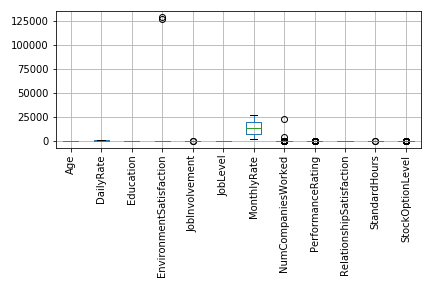 125000
100000
75000
50000
25000
0
Age
DailyRate
Education
EnvironmentSatisfaction
JobInvolvement
JobLevel
MonthlyRate
NumCompaniesWorked
PerformanceRating
RelationshipSatisfaction
StandardHours
StockOptionLevel